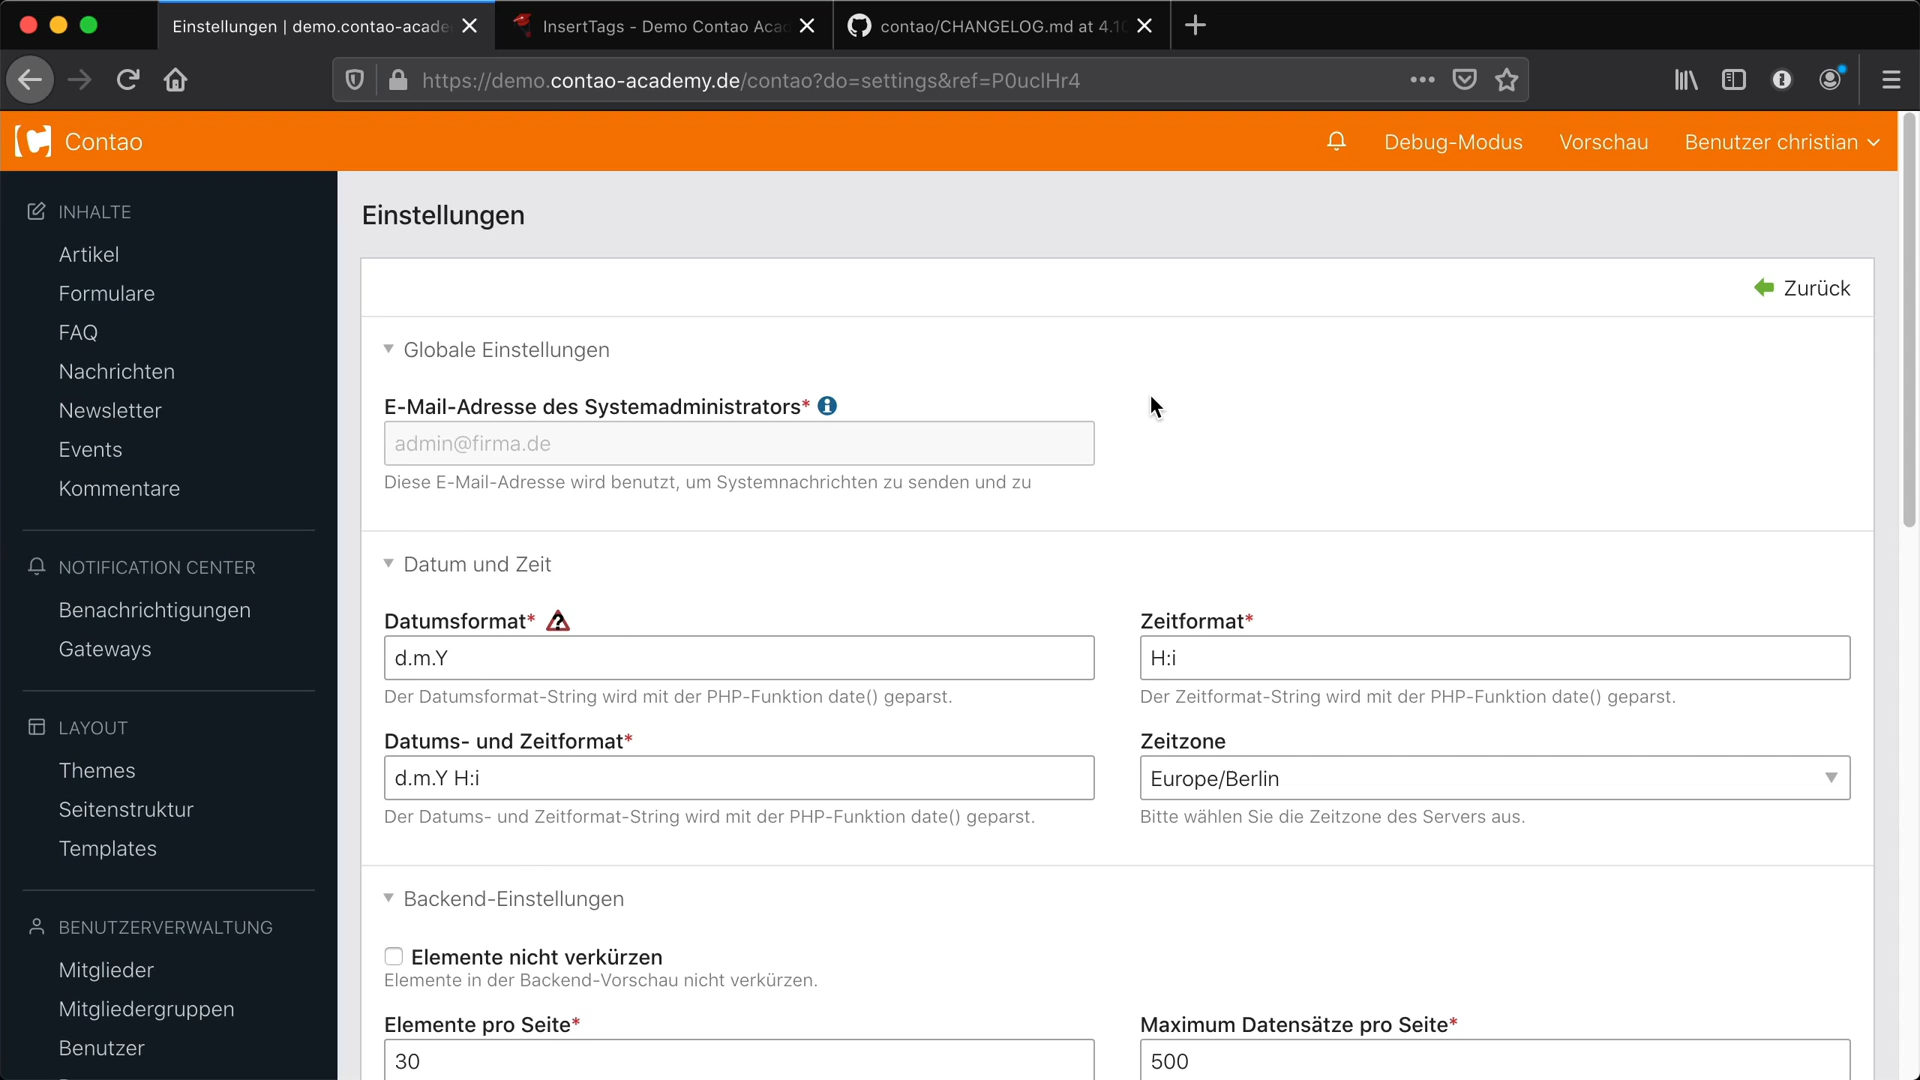 Einstellungen | demo.contao-acade
InsertTags - Demo Contao Aca
contao/CHANGELOG.md at 4.10
https://demo.contao-academy.de/contao?do=settings&ref=P0uclHr4
Contao
Debug-Modus
Vorschau
Benutzer christian
INHALTE
Artikel
Formulare
FAQ
Nachrichten
Newsletter
Events
Kommentare
NOTIFICATION CENTER
Benachrichtigungen
Gateways
LAYOUT
Themes
Seitenstruktur
Templates
BENUTZERVERWALTUNG
Mitglieder
Mitgliedergruppen
Benutzer
Einstellungen
Zurück
Globale Einstellungen
E-Mail-Adresse des Systemadministrators*
admin@firma.de
Diese E-Mail-Adresse wird benutzt, um Systemnachrichten zu senden und zu
Datum und Zeit
Datumsformat*
d.m.Y
Der Datumsformat-String wird mit der PHP-Funktion date() geparst.
Zeitformat*
H:i
Der Zeitformat-String wird mit der PHP-Funktion date() geparst.
Datums- und Zeitformat*
d.m.Y H:i
Der Datums- und Zeitformat-String wird mit der PHP-Funktion date() geparst.
Zeitzone
Europe/Berlin
Bitte wählen Sie die Zeitzone des Servers aus.
Backend-Einstellungen
Elemente nicht verkürzen
Elemente in der Backend-Vorschau nicht verkürzen.
Elemente pro Seite*
30
Maximum Datensätze pro Seite*
500